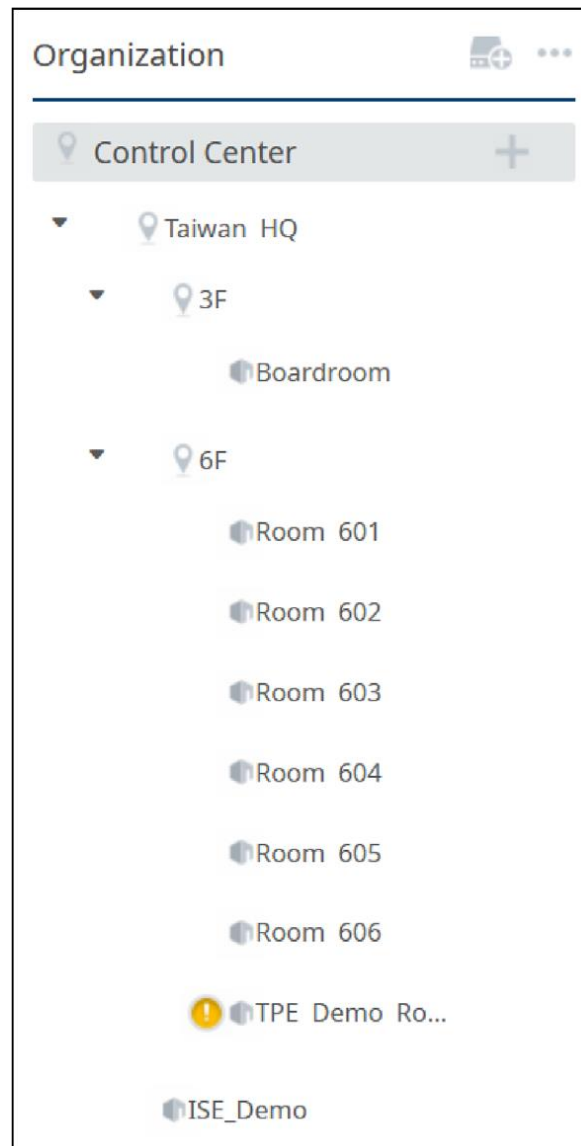 Organization
Control Center
Taiwan HQ
3F
Boardroom
6F
Room 601
Room 602
Room 603
Room 604
Room 605
Room 606
TPE Demo Ro...
ISE_Demo